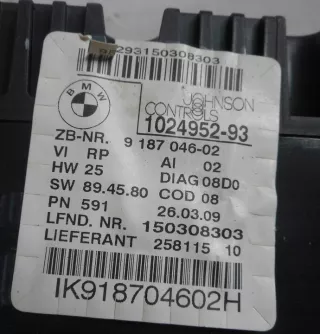 95293150308303
BMW
JOHNSON
CONTROLS
1024952-93
ZB-NR. 9 187 046-02
VI RP AI 02
HW 25 DIAG 08D0
SW 89.45.80 COD 08
PN 591 26.03.09
LFND. NR. 150308303
LIEFERANT 258115 10
IK918704602H